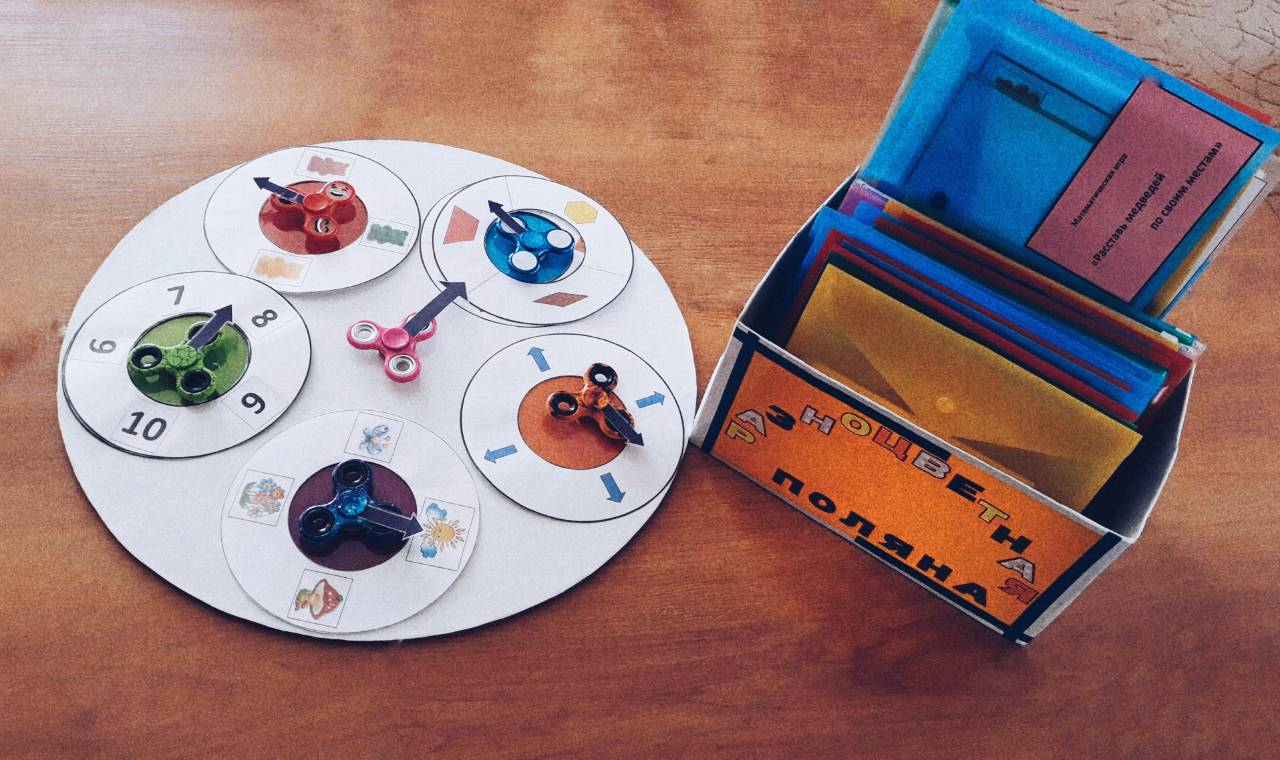 6
7
8
9
10
Математическая игра
«Расставь медведей
по своим местам»
РАЗНОЦВЕТНАЯ
ПОЛЯНА